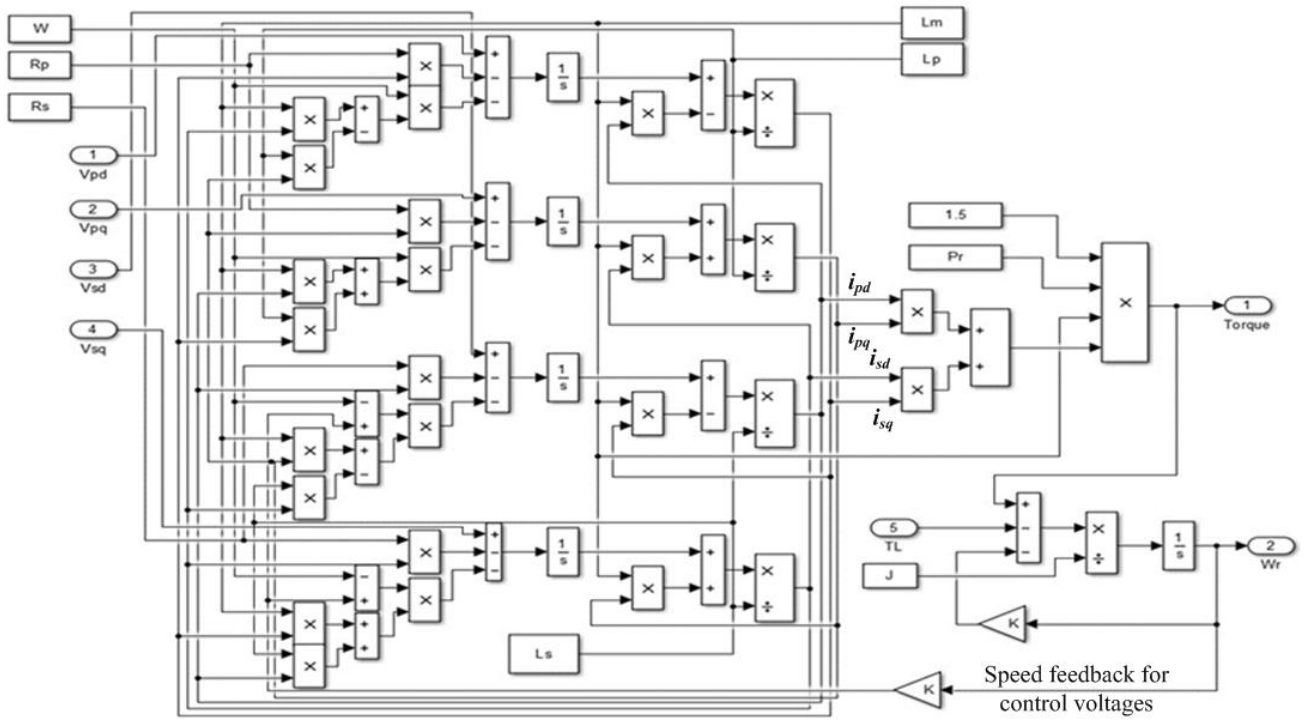 W
Rp
Rs
1
Vpd
2
Vpq
3
Vsd
4
Vsq
Lm
Lp
×
×
×
×
+
−
+
−
−
1
s
×
+
−
×
÷
×
×
×
×
+
+
+
−
−
1
s
×
+
+
×
÷
×
×
×
×
−
+
+
−
+
−
−
1
s
×
+
−
×
÷
×
×
×
×
−
+
+
+
+
−
−
1
s
×
+
+
×
÷
Ls
ipd
ipq
isd
isq
×
×
+
+
1.5
Pr
×
1
Torque
5
TL
J
+
−
−
×
÷
1
s
2
Wr
K
K
Speed feedback for
control voltages